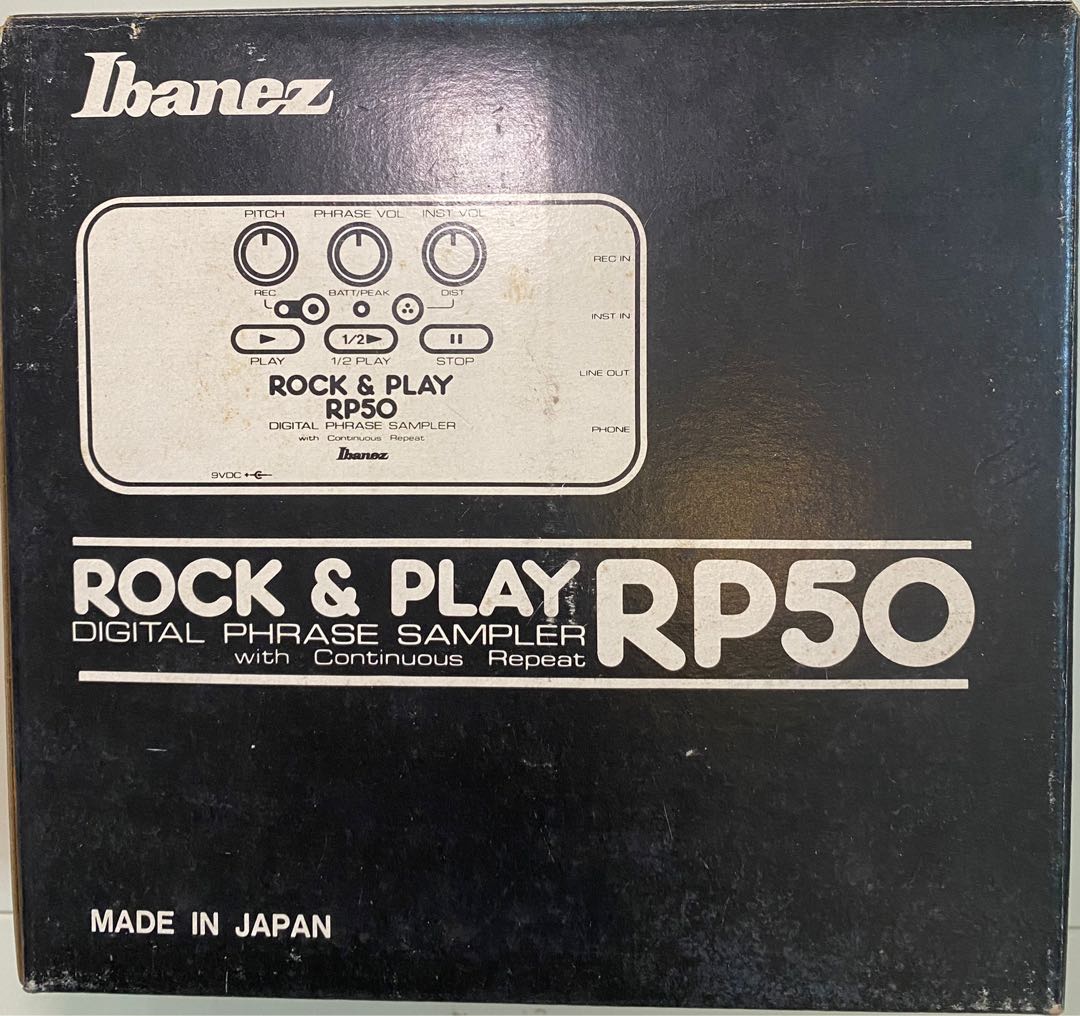 Ibanez
PITCH PHRASE VOL INST VOL
REC IN
REC BATT/PEAK DIST
INST IN
1/2
PLAY 1/2 PLAY STOP
LINE OUT
ROCK & PLAY
RP50
DIGITAL PHRASE SAMPLER
PHONE
with Continuous Repeat
Ibanez
9VDC
ROCK & PLAY RP50
DIGITAL PHRASE SAMPLER
with Continuous Repeat
MADE IN JAPAN